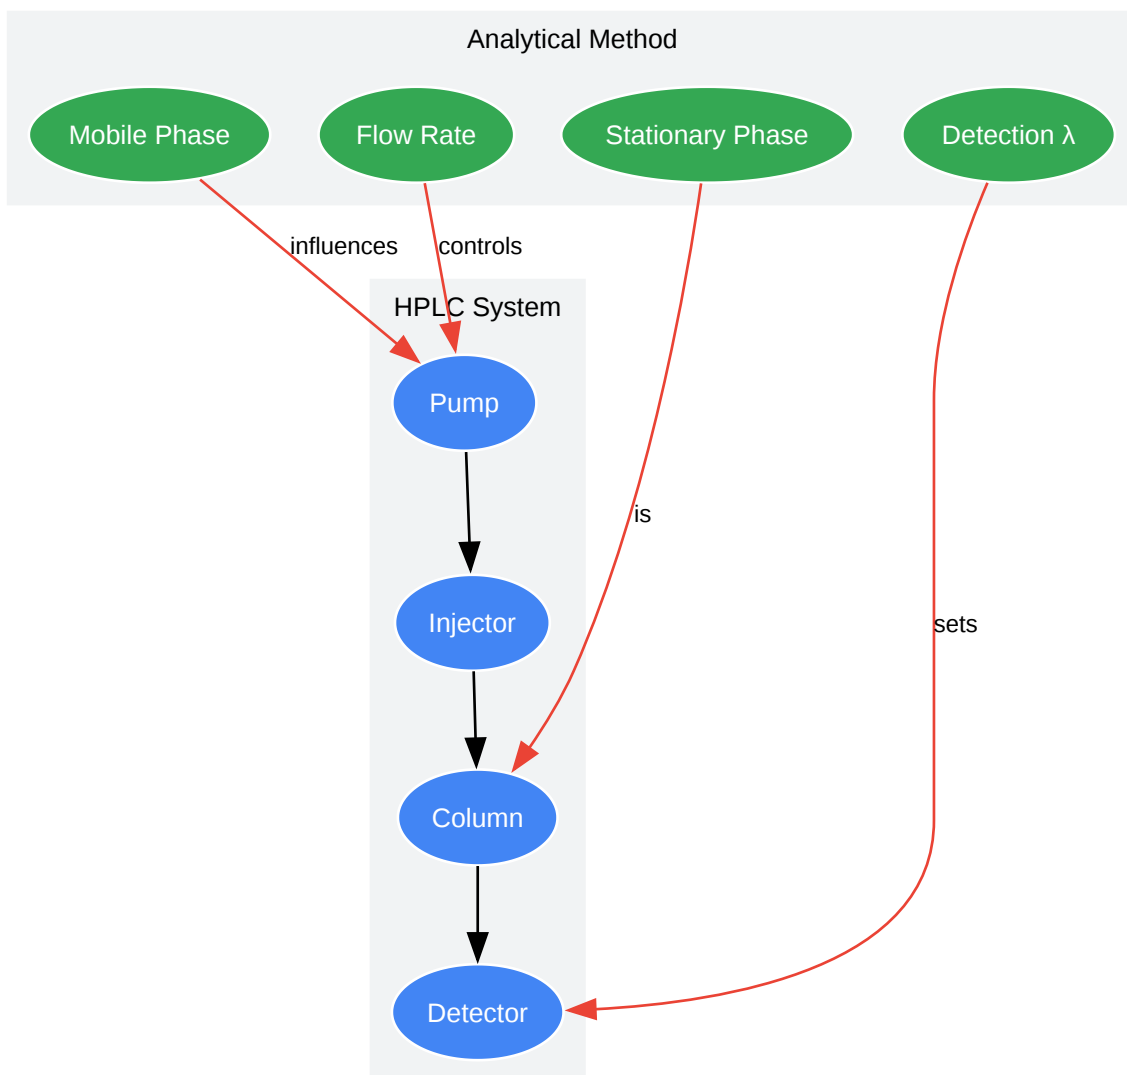 Analytical Method
Mobile Phase
Flow Rate
Stationary Phase
Detection λ
influences
controls
HPLC System
Pump
is
Injector
sets
Column
Detector